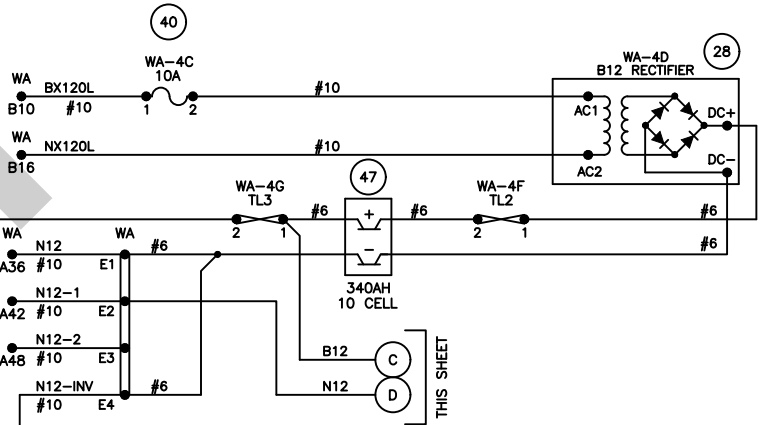 40
28
WA-4C
10A
WA-4D
B12 RECTIFIER
WA
BX120L
#10
B10
#10
1
2
AC1
DC+
WA
NX120L
#10
B16
AC2
DC-
47
WA-4G
TL3
WA-4F
TL2
#6
+
#6
#6
2
1
2
1
WA
WA
N12
#6
-
#6
A36
#10
E1
340AH
10 CELL
N12-1
A42
#10
E2
N12-2
A48
#10
E3
B12
C
N12-INV
#6
N12
D
#10
E4
THIS SHEET